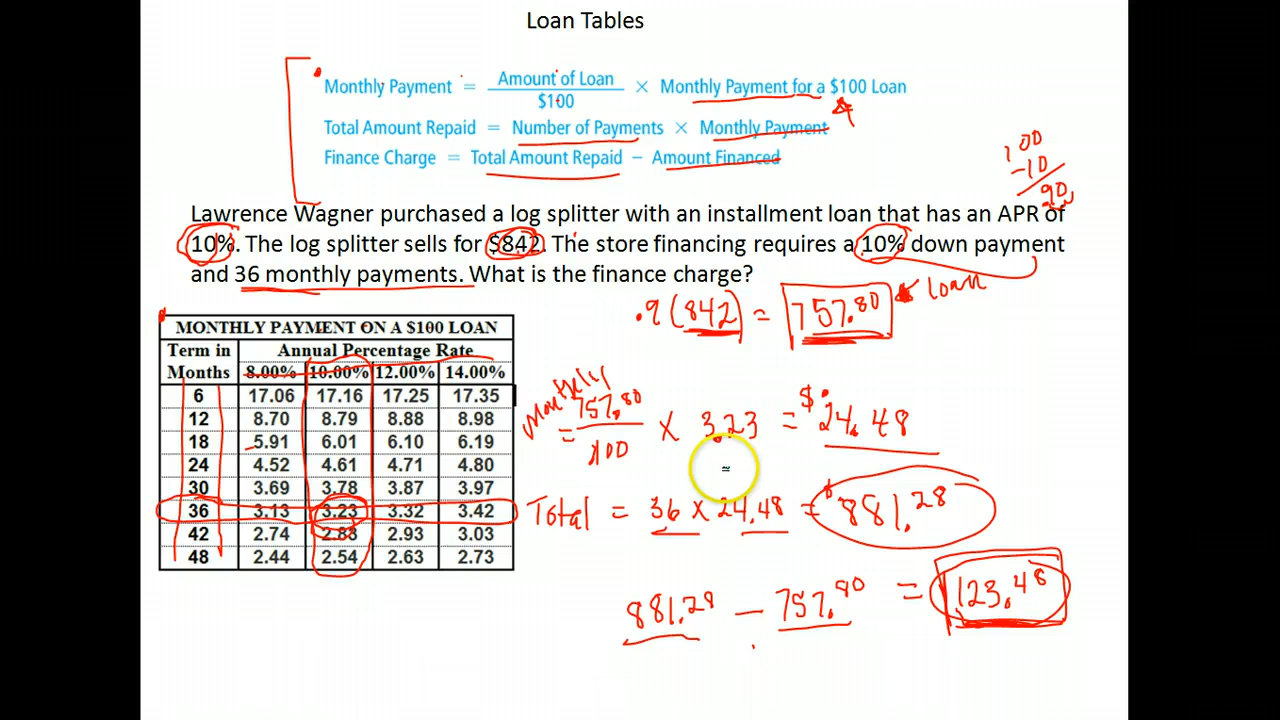 Loan Tables
Monthly Payment = Amount of Loan / $100 × Monthly Payment for a $100 Loan
Total Amount Repaid = Number of Payments × Monthly Payment
Finance Charge = Total Amount Repaid − Amount Financed
100
-10
90
Lawrence Wagner purchased a log splitter with an installment loan that has an APR of
10%. The log splitter sells for $842. The store financing requires a 10% down payment
and 36 monthly payments. What is the finance charge?
.9 (842) = 757.80 loan
MONTHLY PAYMENT ON A $100 LOAN
Term in Annual Percentage Rate
Months 8.00% 10.00% 12.00% 14.00%
6 17.06 17.16 17.25 17.35
12 8.70 8.79 8.88 8.98
18 5.91 6.01 6.10 6.19
24 4.52 4.61 4.71 4.80
30 3.69 3.78 3.87 3.97
36 3.13 3.23 3.32 3.42
42 2.74 2.83 2.93 3.03
48 2.44 2.54 2.63 2.73
Monthly
= 757.80 / 100 × 3.23 = $24.48
Total = 36 × 24.48 = $881.28
881.28 − 757.80 = 123.48